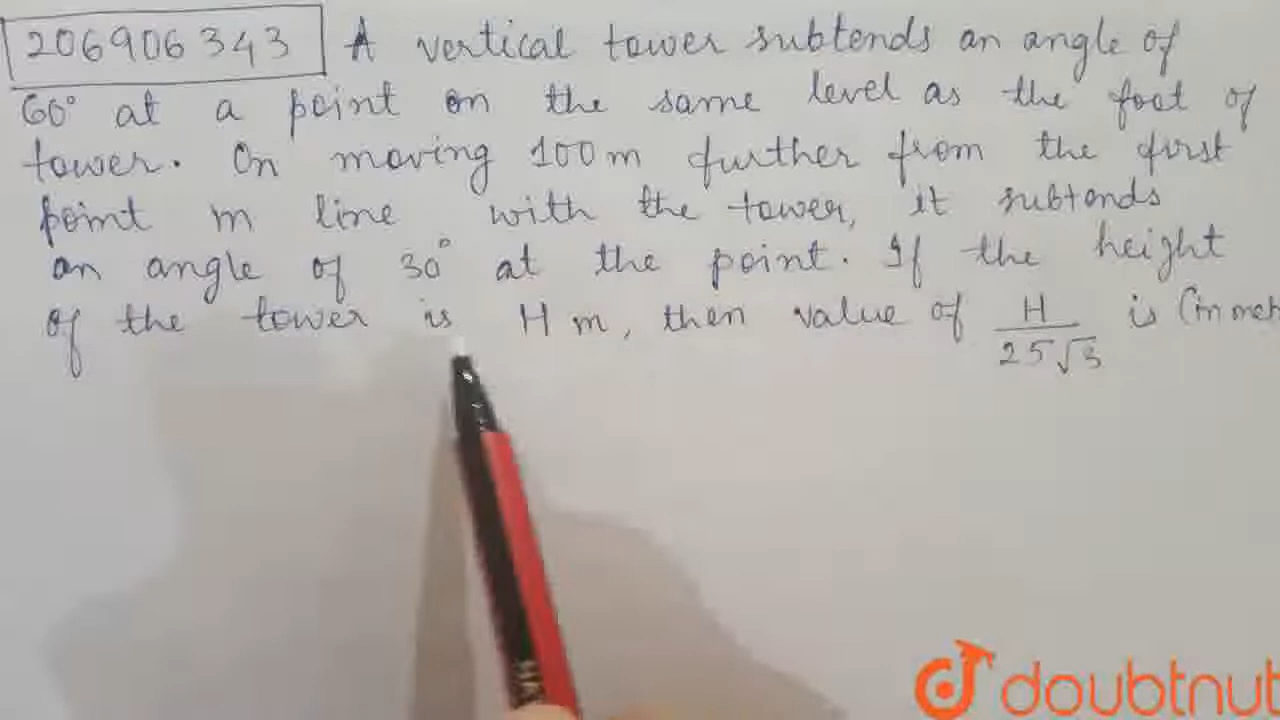 206906343 A vertical tower subtends an angle of
60° at a point on the same level as the foot of
tower. On moving 100m further from the first
point in line with the tower, it subtends
an angle of 30° at the point. If the height
of the tower is H m, then value of H/25√3 is (in met
doubtnut